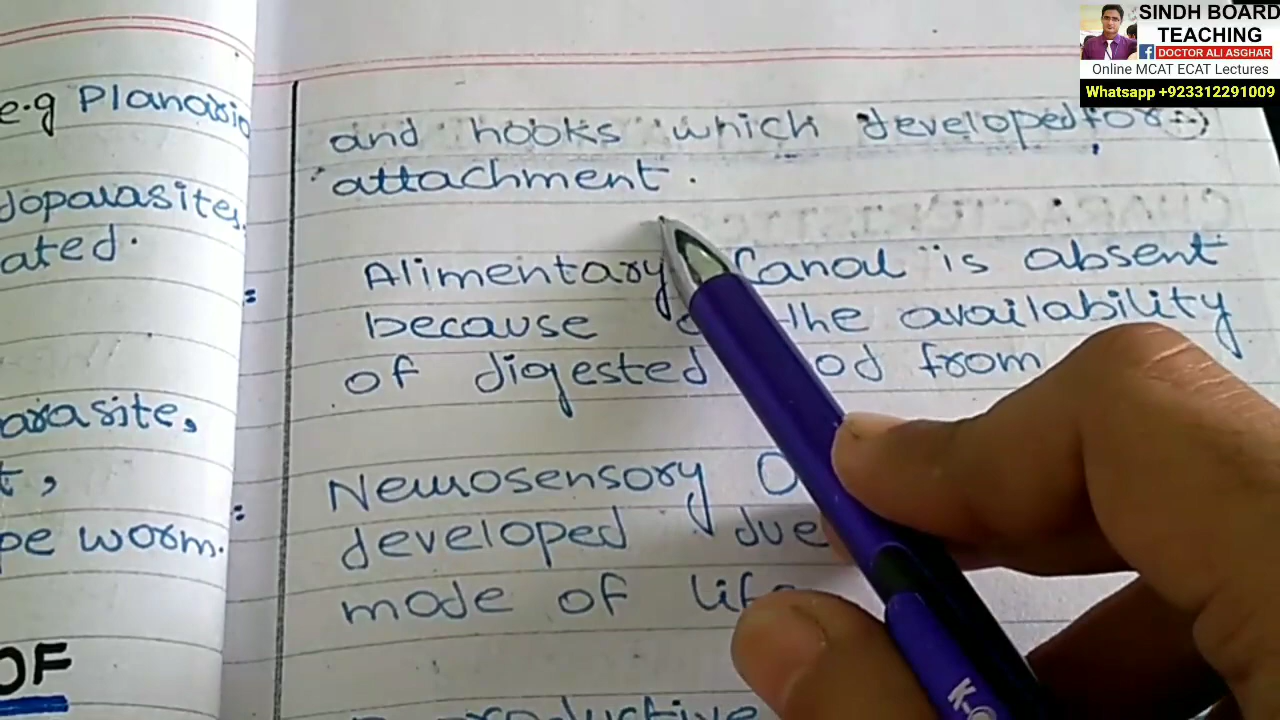 SINDH BOARD
TEACHING
DOCTOR ALI ASGHAR
Online MCAT ECAT Lectures
Whatsapp +923312291009
e.g Planaria
doparasites,
ated.
arasite,
t,
pe worm.
OF
and hooks which developed for
attachment.
Alimentary Canal is absent
because the availability
of digested from
Neurosensory
developed due
mode of life